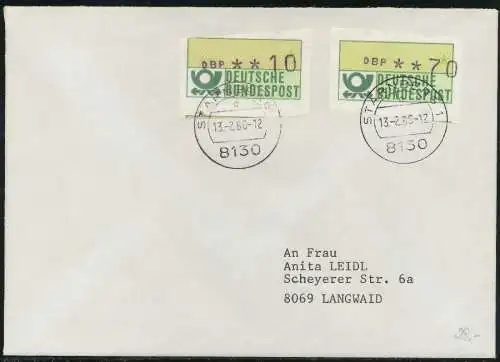 DBP **10
DEUTSCHE
BUNDESPOST
DBP **70
DEUTSCHE
BUNDESPOST
13.-2.86-12
8130
13.-2.86-12
8130
An Frau
Anita LEIDL
Scheyerer Str. 6a
8069 LANGWAID